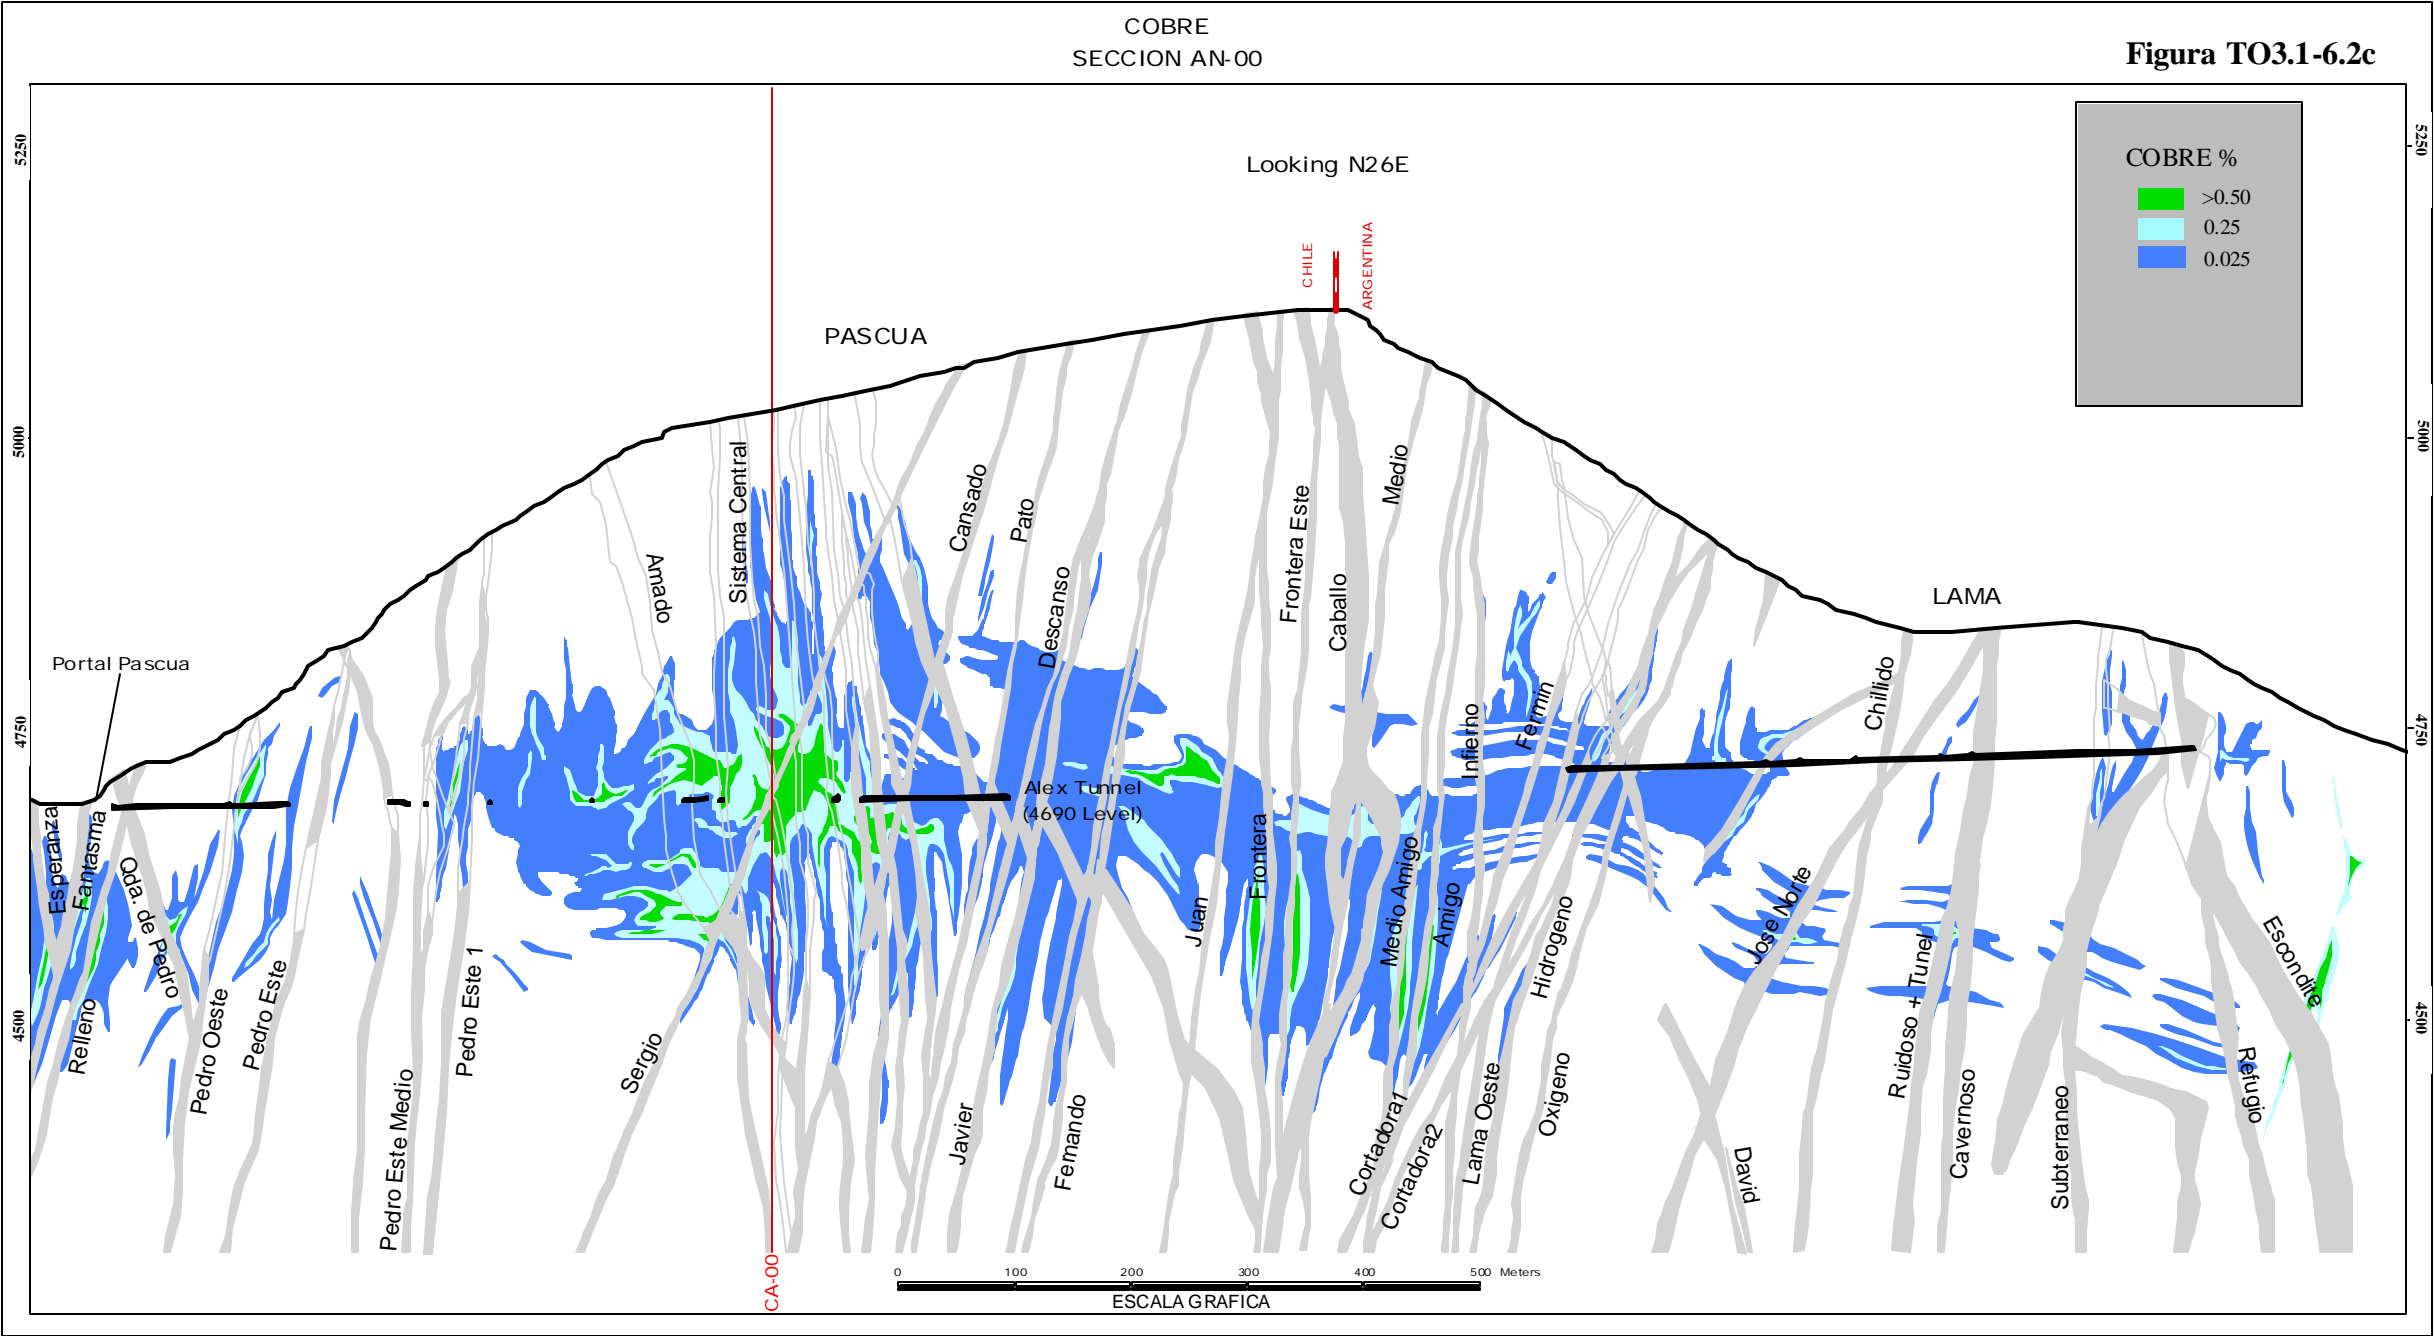 COBRE
SECCION AN-00
Figura TO3.1-6.2c
Looking N26E
COBRE %
>0.50
0.25
0.025
CHILE
ARGENTINA
PASCUA
LAMA
Portal Pascua
5250
5000
4750
4500
5250
5000
4750
4500
Esperanza
Fantasma
Relleno
Qda. de Pedro
Pedro Oeste
Pedro Este
Pedro Este Medio
Pedro Este 1
Amado
Sistema Central
Sergio
Cansado
Pato
Descanso
Alex Tunnel
(4690 Level)
Javier
Fernando
Juan
Frontera
Frontera Este
Caballo
Medio
Medio Amigo
Amigo
Infierno
Fermin
Cortadora1
Cortadora2
Lama Oeste
Hidrogeno
Oxigeno
Jose Norte
David
Chillido
Ruidoso + Tunel
Cavernoso
Subterraneo
Refugio
Escondite
CA-00
0
100
200
300
400
500 Meters
ESCALA GRAFICA